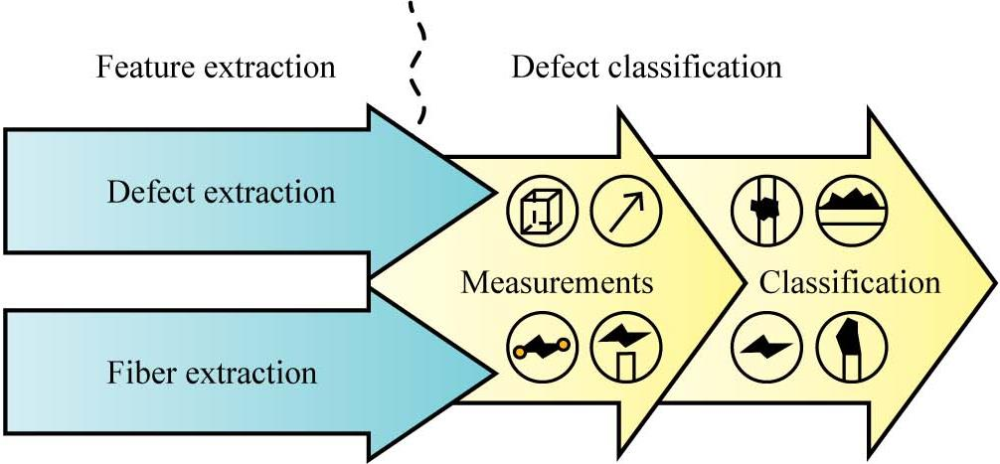 Feature extraction
Defect classification
Defect extraction
Measurements
Classification
Fiber extraction